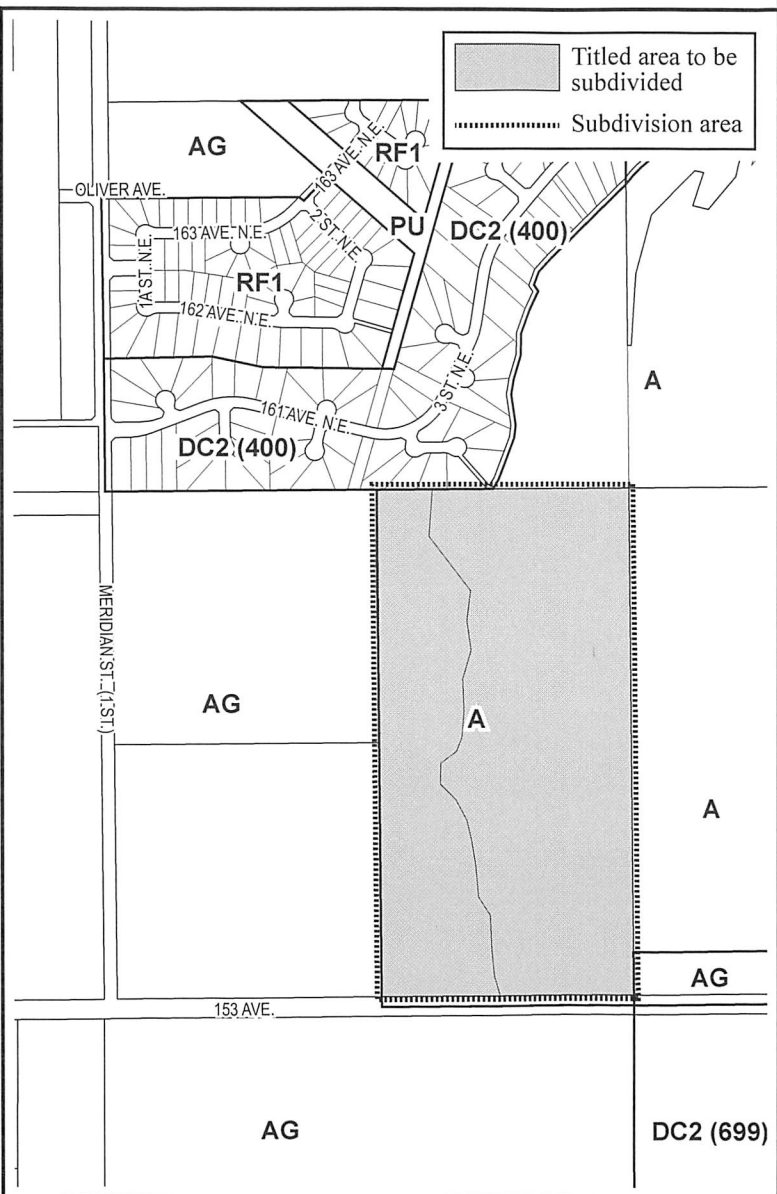 Titled area to be
subdivided
Subdivision area
AG
RF1
163 AVE. N.E.
OLIVER AVE.
PU
DC2 (400)
163 AVE. N.E.
2 ST. N.E.
1A ST. N.E.
RF1
162 AVE. N.E.
A
3 ST. N.E.
161 AVE. N.E.
DC2 (400)
MERIDIAN ST. (1 ST.)
AG
A
A
AG
153 AVE.
AG
DC2 (699)